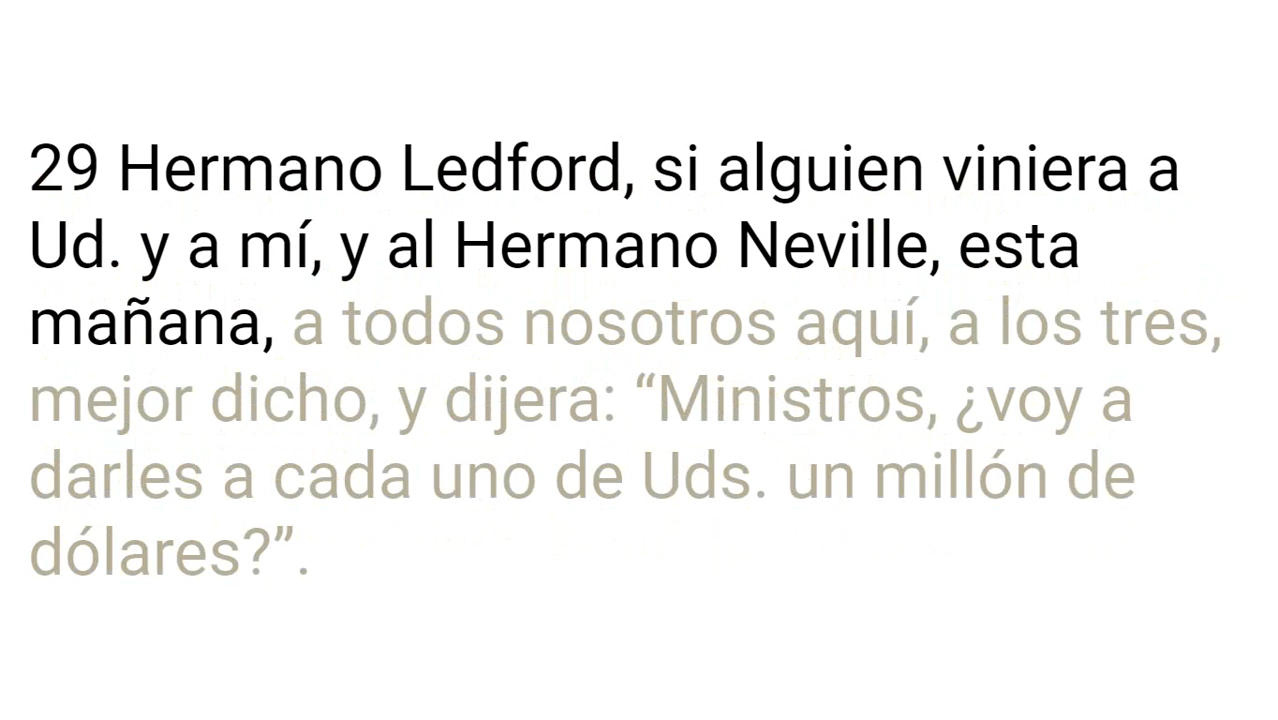 29 Hermano Ledford, si alguien viniera a
Ud. y a mí, y al Hermano Neville, esta
mañana, a todos nosotros aquí, a los tres,
mejor dicho, y dijera: “Ministros, ¿voy a
darles a cada uno de Uds. un millón de
dólares?”.